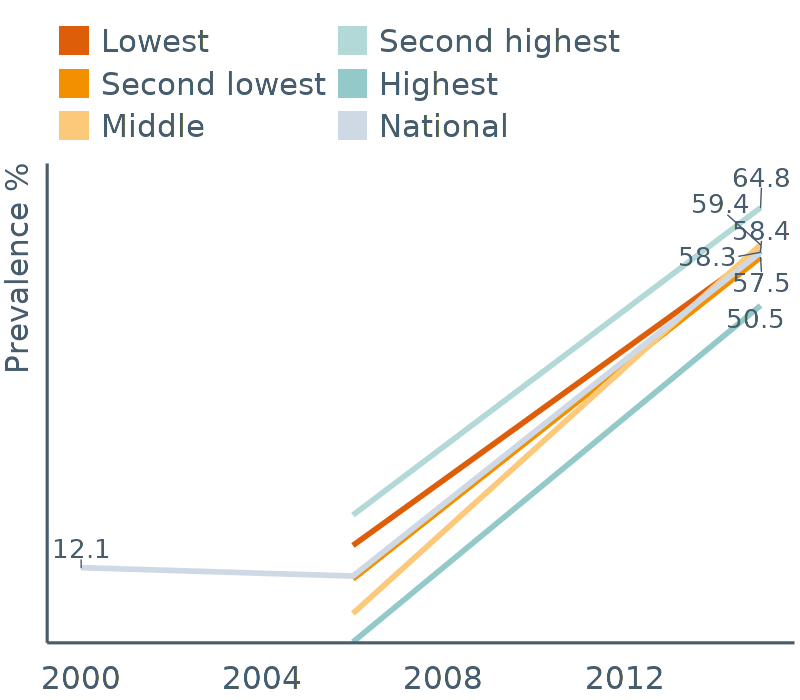 Lowest
Second highest
Second lowest
Highest
Middle
National
Prevalence %
64.8
59.4
58.4
58.3
57.5
50.5
12.1
2000
2004
2008
2012